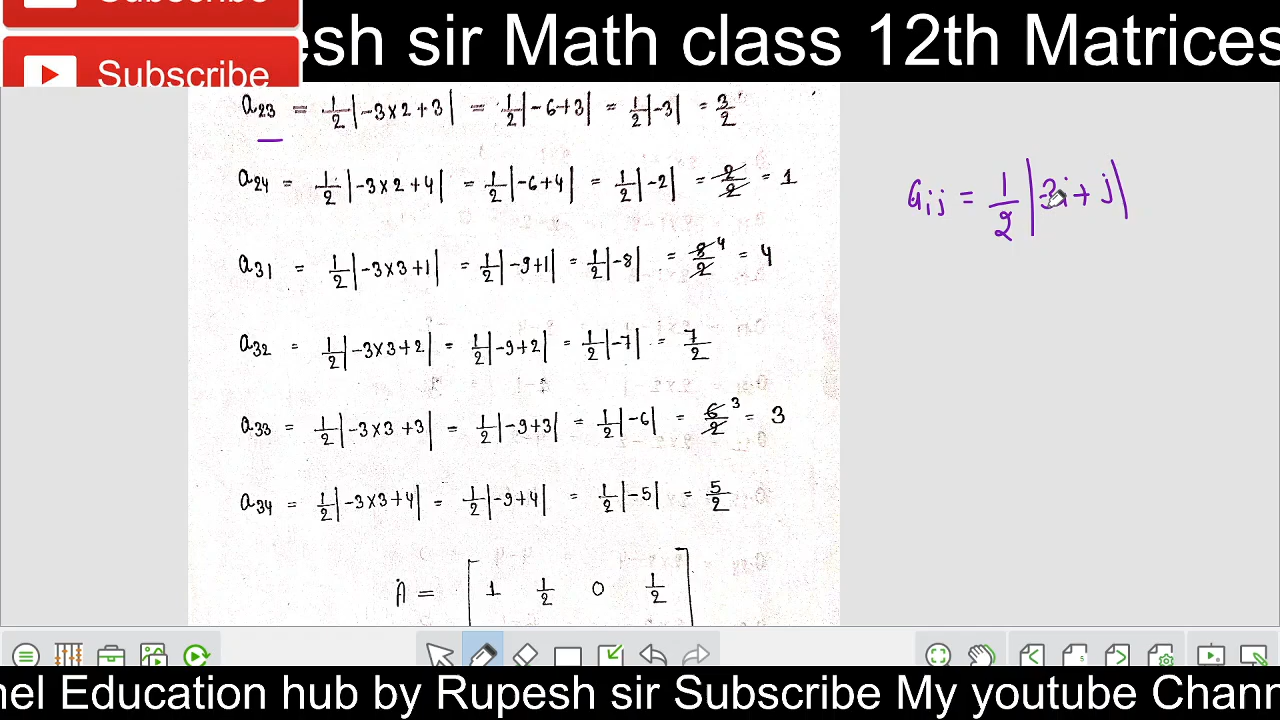 Subscribe
Subscribe
esh sir Math class 12th Matrices
a23 = 1/2|-3×2+3| = 1/2|-6+3| = 1/2|-3| = 3/2
a24 = 1/2|-3×2+4| = 1/2|-6+4| = 1/2|-2| = 2/2 = 1
aij = 1/2|-3i+j|
a31 = 1/2|-3×3+1| = 1/2|-9+1| = 1/2|-8| = 8/2 4 = 4
a32 = 1/2|-3×3+2| = 1/2|-9+2| = 1/2|-7| = 7/2
a33 = 1/2|-3×3+3| = 1/2|-9+3| = 1/2|-6| = 6/2 3 = 3
a34 = 1/2|-3×3+4| = 1/2|-9+4| = 1/2|-5| = 5/2
A = [ 1 1/2 0 1/2 ]
nel Education hub by Rupesh sir Subscribe My youtube Chann